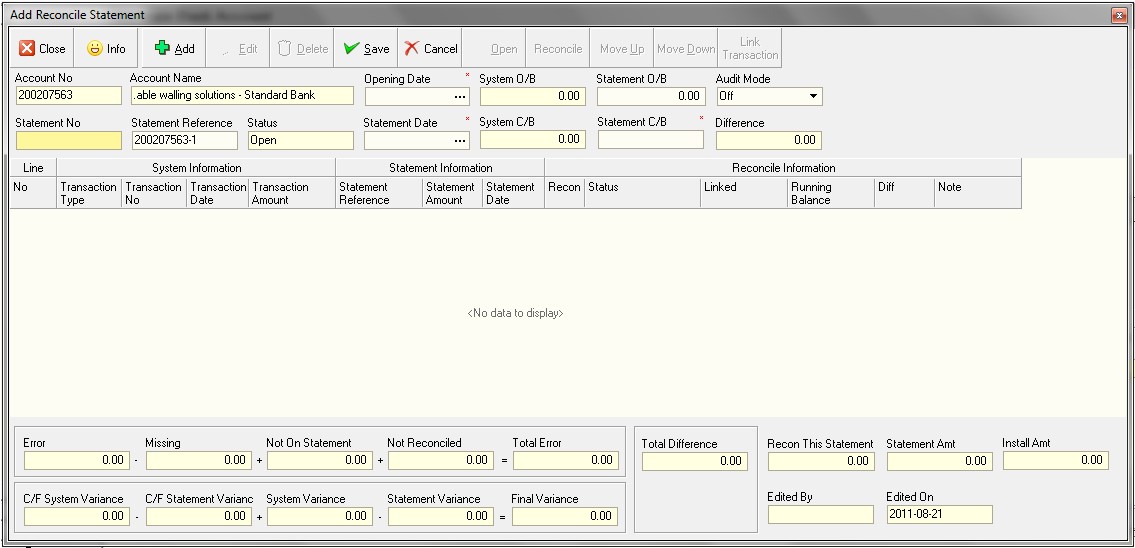 Add Reconcile Statement
Close Info Add Edit Delete Save Cancel Open Reconcile Move Up Move Down Link Transaction
Account No Account Name Opening Date * System O/B Statement O/B Audit Mode
200207563 .able walling solutions - Standard Bank ... 0.00 0.00 Off
Statement No Statement Reference Status Statement Date * System C/B Statement C/B * Difference
200207563-1 Open ... 0.00 0.00
Line System Information Statement Information Reconcile Information
No Transaction Type Transaction No Transaction Date Transaction Amount Statement Reference Statement Amount Statement Date Recon Status Linked Running Balance Diff Note
<No data to display>
Error Missing Not On Statement Not Reconciled Total Error Total Difference Recon This Statement Statement Amt Install Amt
0.00 - 0.00 + 0.00 + 0.00 = 0.00 0.00 0.00 0.00 0.00
C/F System Variance C/F Statement Varianc System Variance Statement Variance Final Variance Edited By Edited On
0.00 - 0.00 + 0.00 - 0.00 = 0.00 2011-08-21